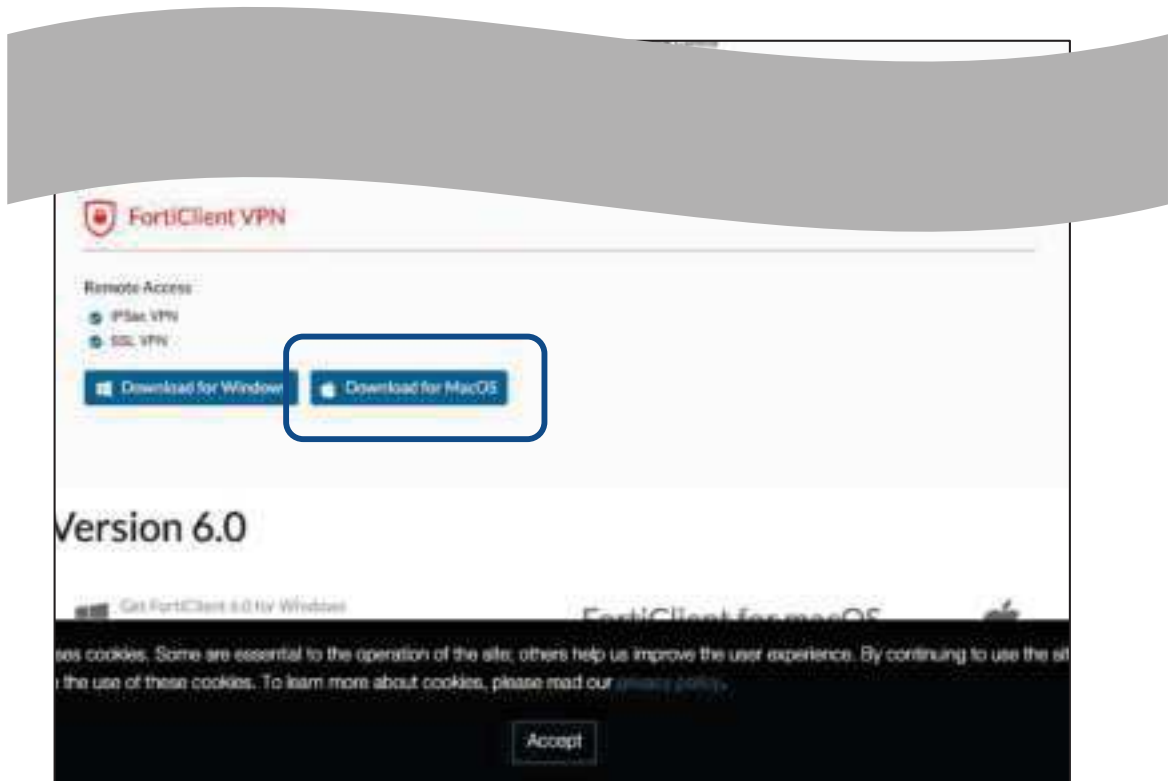 FortiClient VPN
Remote Access
IPSec VPN
SSL VPN
Download for Windows
Download for MacOS
Version 6.0
Get FortiClient 6.0 for Windows
FortiClient for macOS
ses cookies. Some are essential to the operation of the site; others help us improve the user experience. By continuing to use the sit
the use of these cookies. To learn more about cookies, please read our privacy policy.
Accept